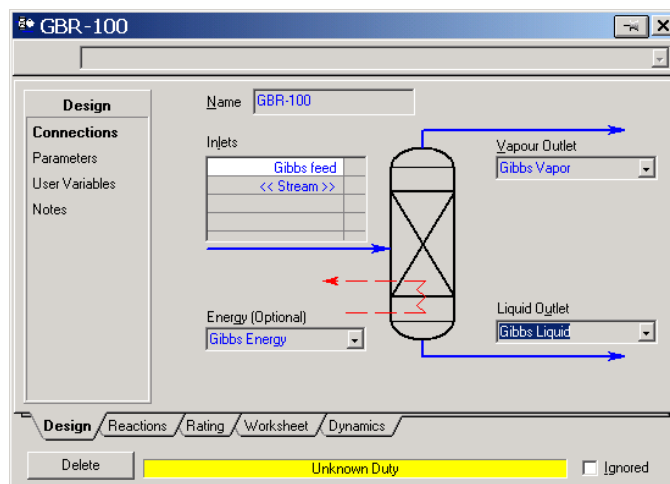 GBR-100
Design
Connections
Parameters
User Variables
Notes
Name
GBR-100
Inlets
Gibbs feed
<< Stream >>
Vapour Outlet
Gibbs Vapor
Energy (Optional)
Gibbs Energy
Liquid Outlet
Gibbs Liquid
Design
Reactions
Rating
Worksheet
Dynamics
Delete
Unknown Duty
Ignored